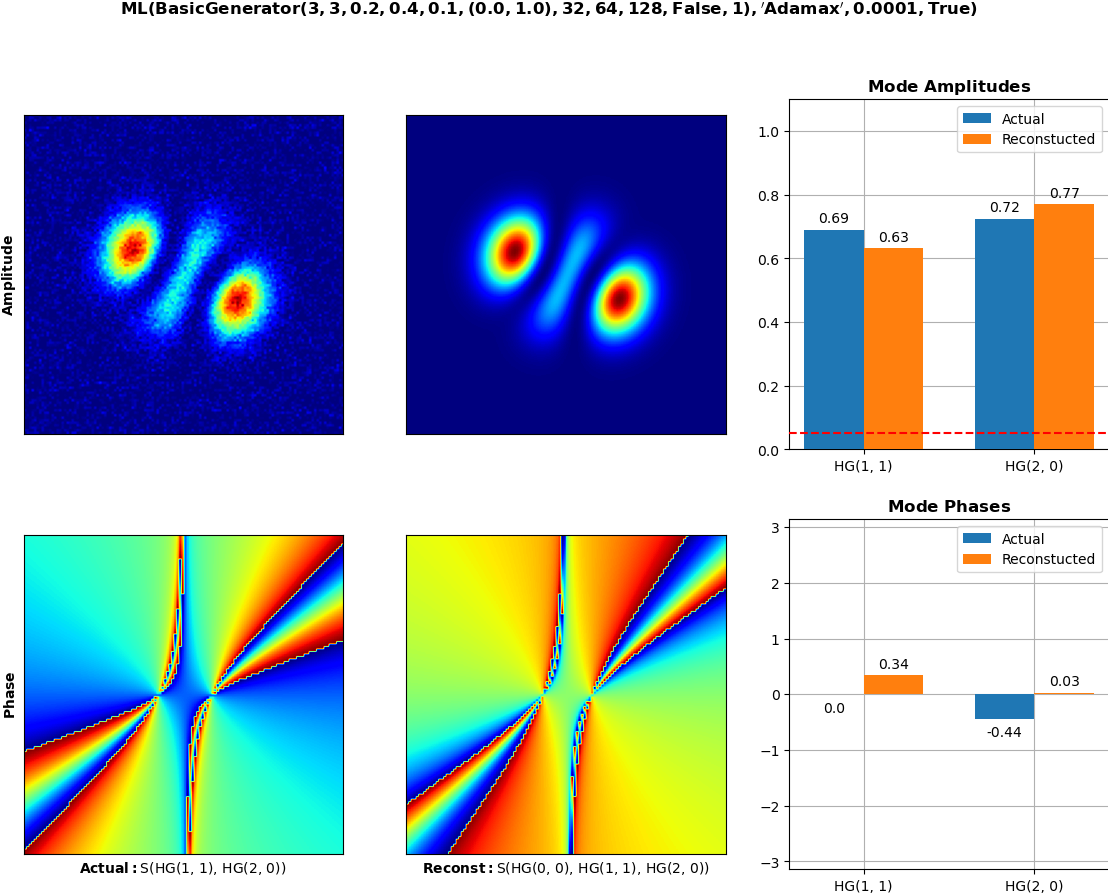 ML(BasicGenerator(3, 3, 0.2, 0.4, 0.1, (0.0, 1.0), 32, 64, 128, False, 1), ′Adamax′, 0.0001, True)
Amplitude
Mode Amplitudes
Actual
Reconstucted
1.0
0.8
0.6
0.4
0.2
0.0
0.69
0.63
0.72
0.77
HG(1, 1)
HG(2, 0)
Phase
Actual: S(HG(1, 1), HG(2, 0))
Reconst: S(HG(0, 0), HG(1, 1), HG(2, 0))
Mode Phases
Actual
Reconstucted
3
2
1
0
−1
−2
−3
0.0
0.34
-0.44
0.03
HG(1, 1)
HG(2, 0)